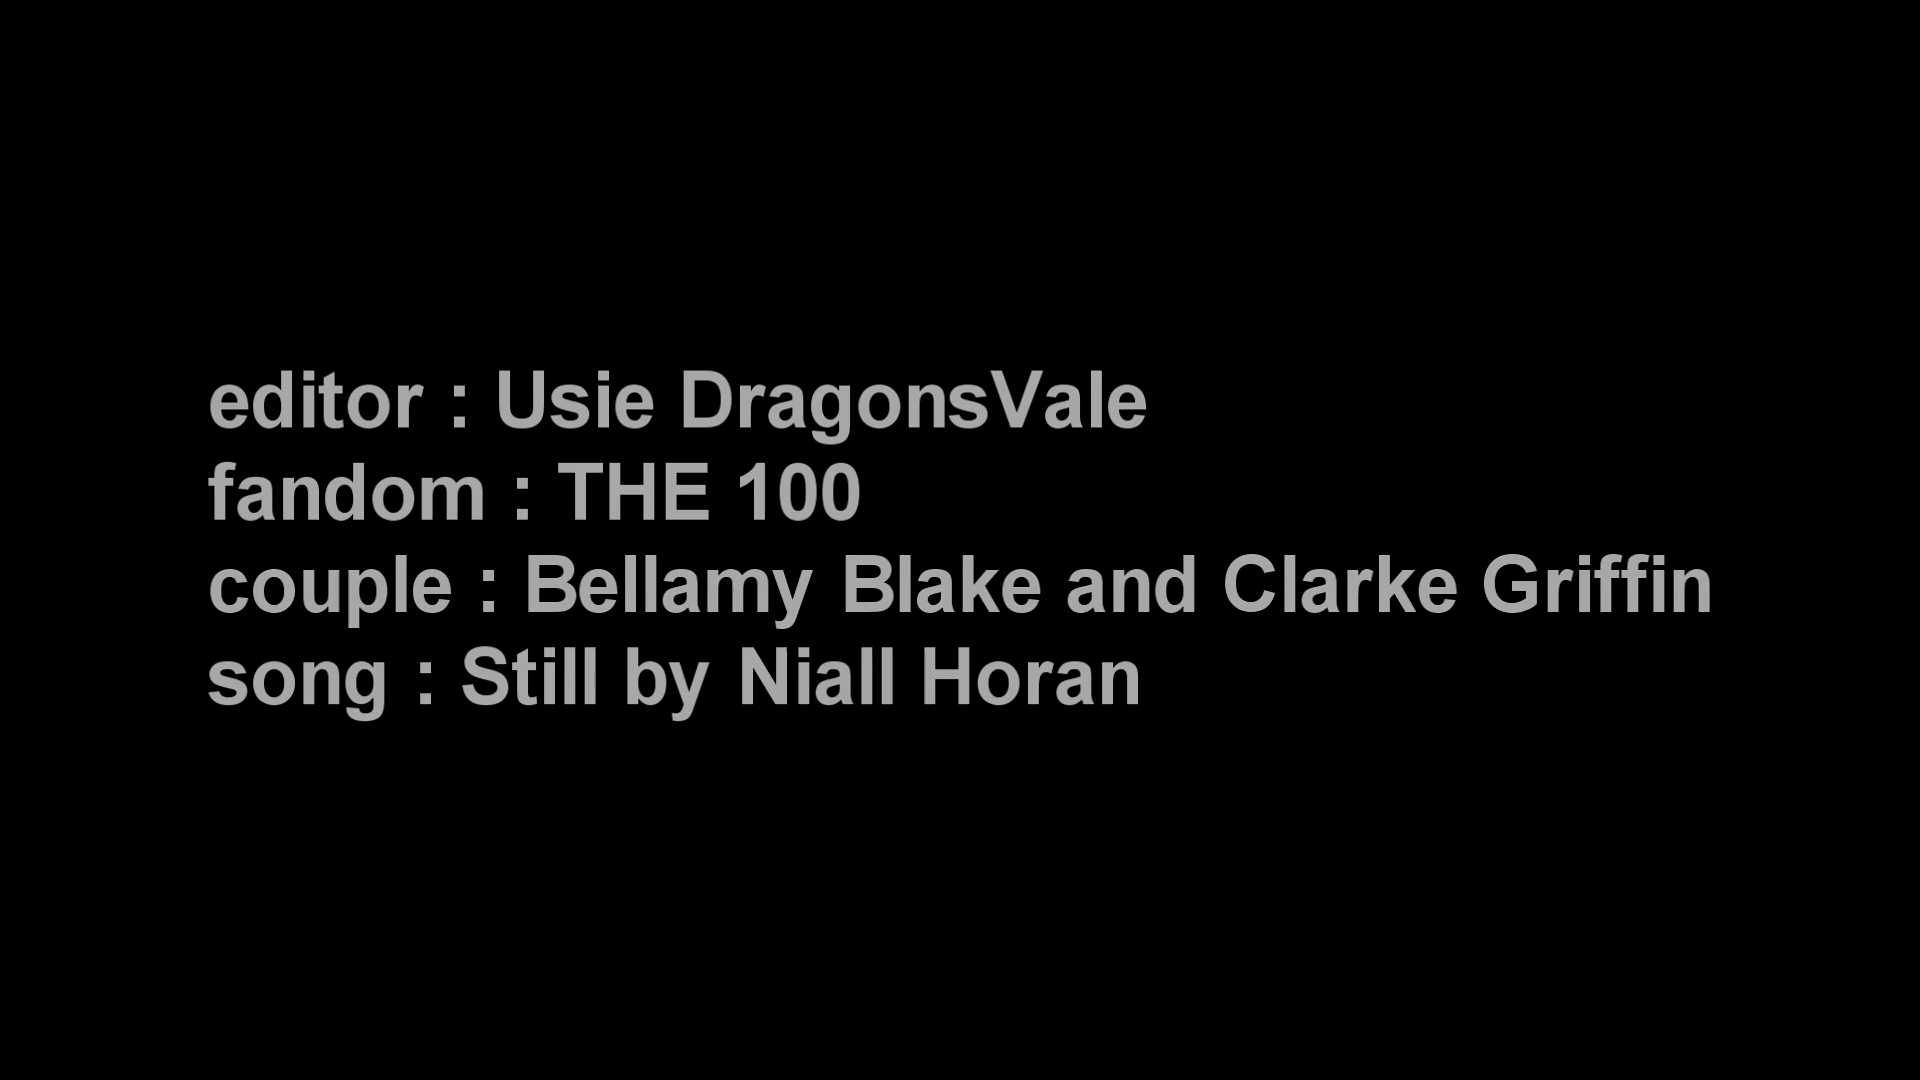 editor : Usie DragonsVale
fandom : THE 100
couple : Bellamy Blake and Clarke Griffin
song : Still by Niall Horan